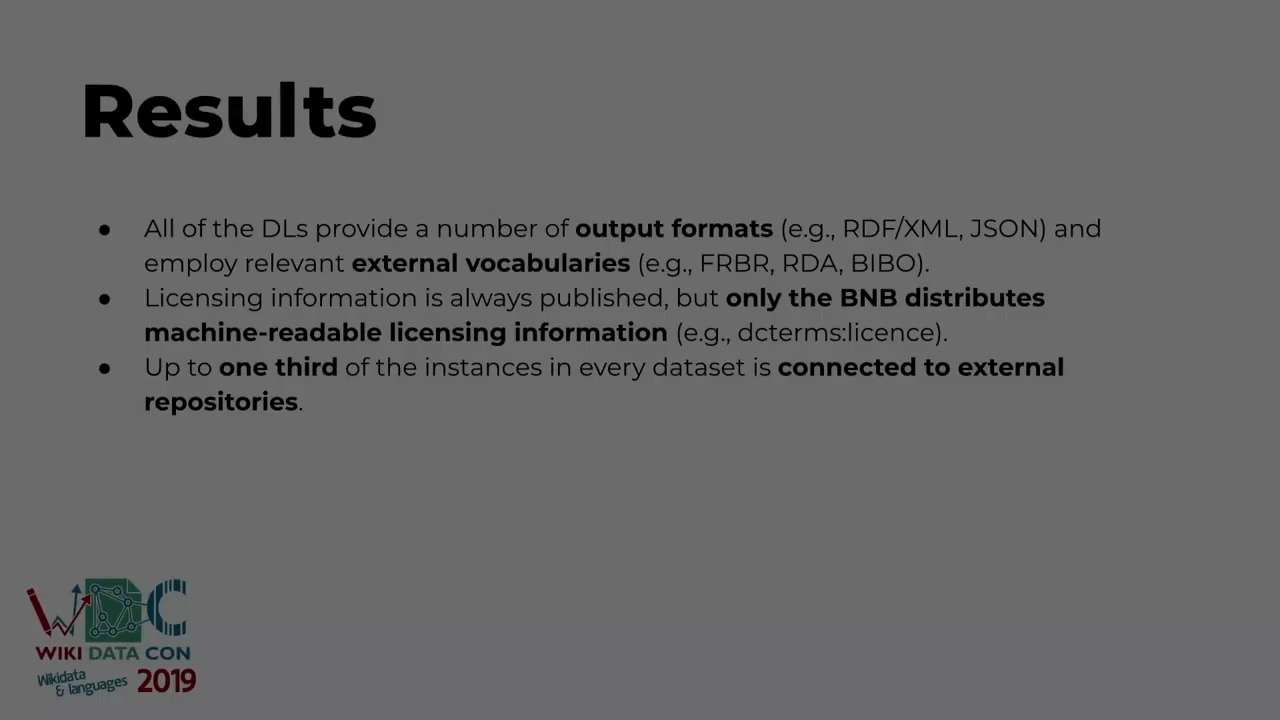 Results
● All of the DLs provide a number of output formats (e.g., RDF/XML, JSON) and
employ relevant external vocabularies (e.g., FRBR, RDA, BIBO).
● Licensing information is always published, but only the BNB distributes
machine-readable licensing information (e.g., dcterms:licence).
● Up to one third of the instances in every dataset is connected to external
repositories.
WDC
WIKI DATA CON
Wikidata
& languages 2019